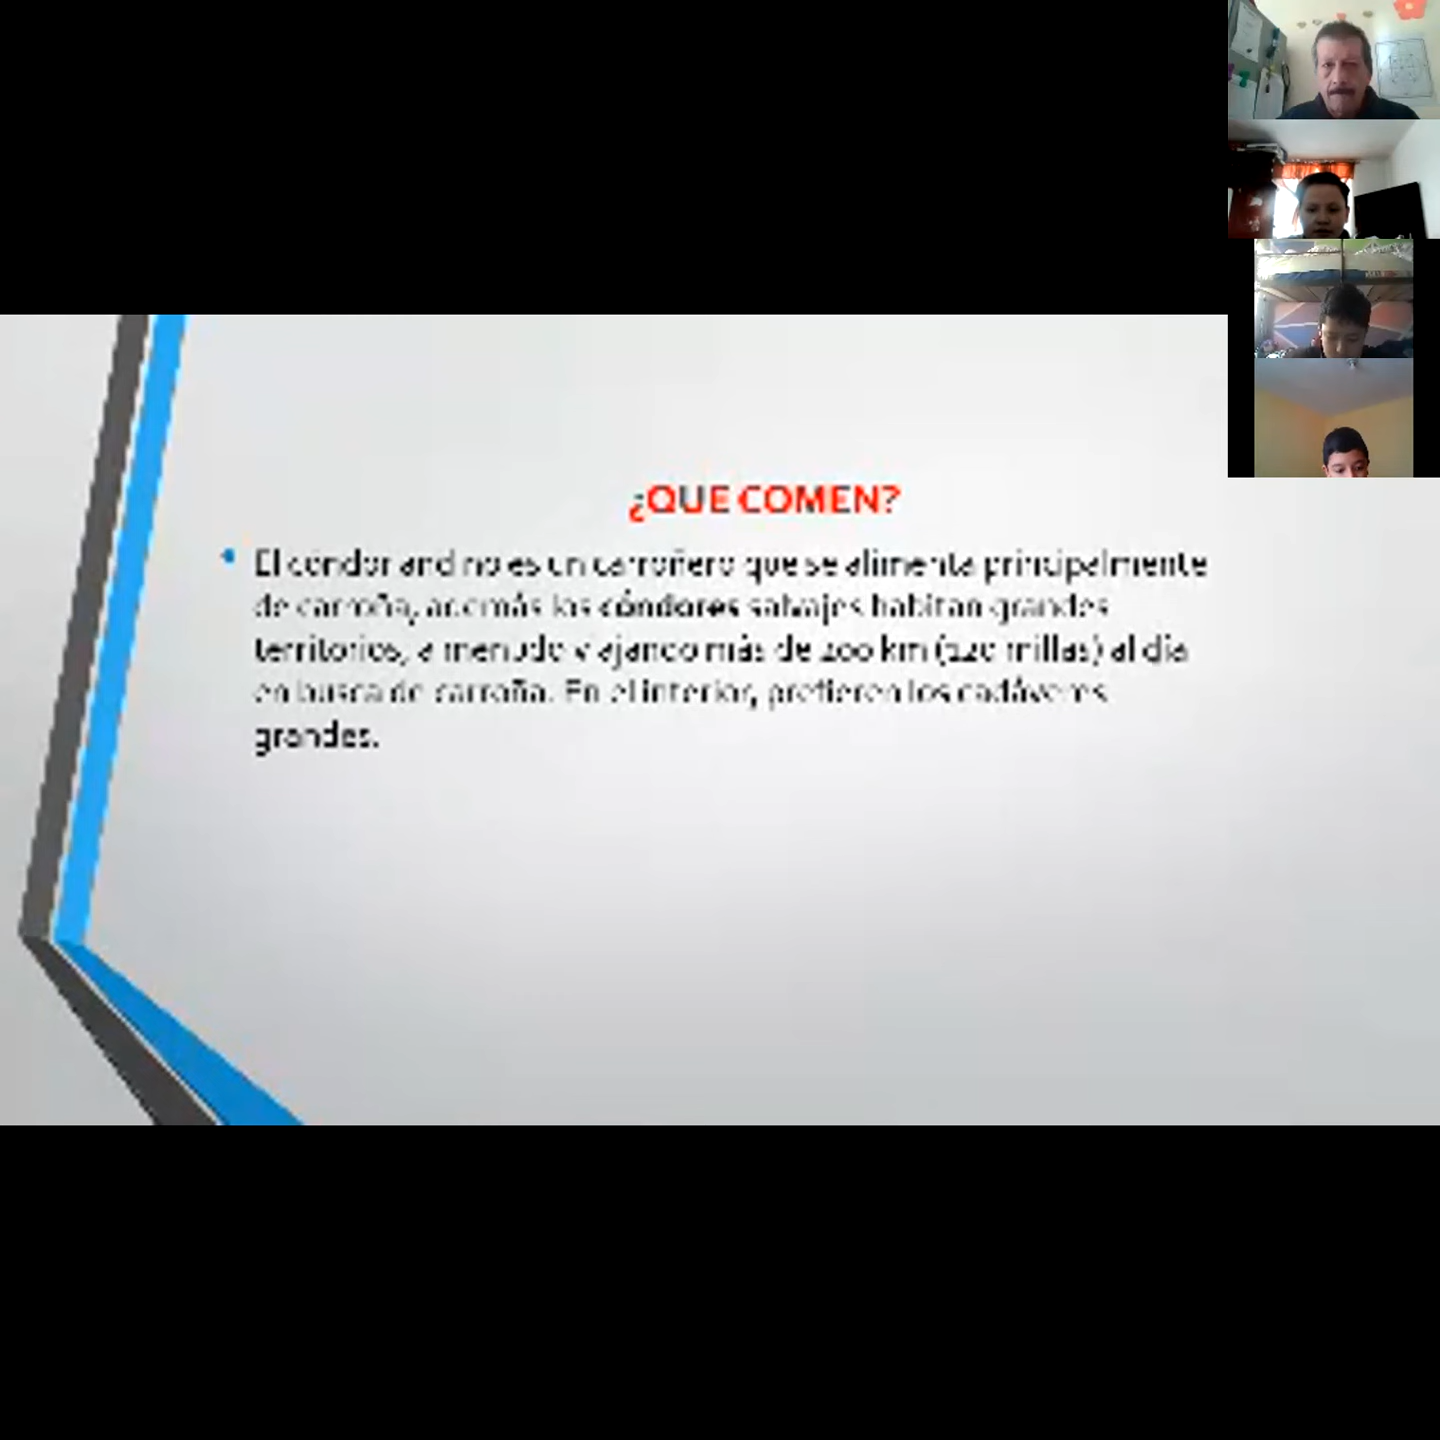 ¿QUE COMEN?
El cóndor andino es un carroñero que se alimenta principalmente
de carroña, además los cóndores salvajes habitan grandes
territorios, a menudo viajando más de 200 km (120 millas) al día
en busca de carroña. En el interior, prefieren los cadáveres
grandes.